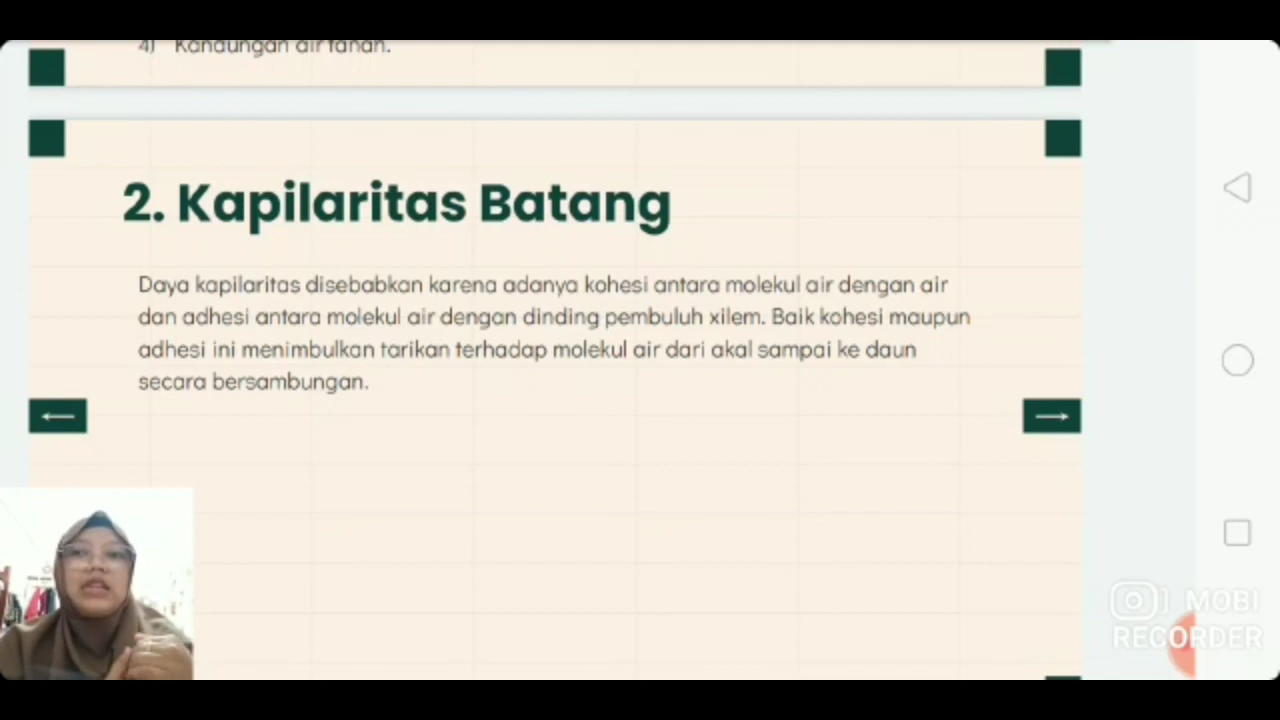 4) Kandungan air tanah.
2. Kapilaritas Batang
Daya kapilaritas disebabkan karena adanya kohesi antara molekul air dengan air
dan adhesi antara molekul air dengan dinding pembuluh xilem. Baik kohesi maupun
adhesi ini menimbulkan tarikan terhadap molekul air dari akal sampai ke daun
secara bersambungan.
MOBI
RECORDER